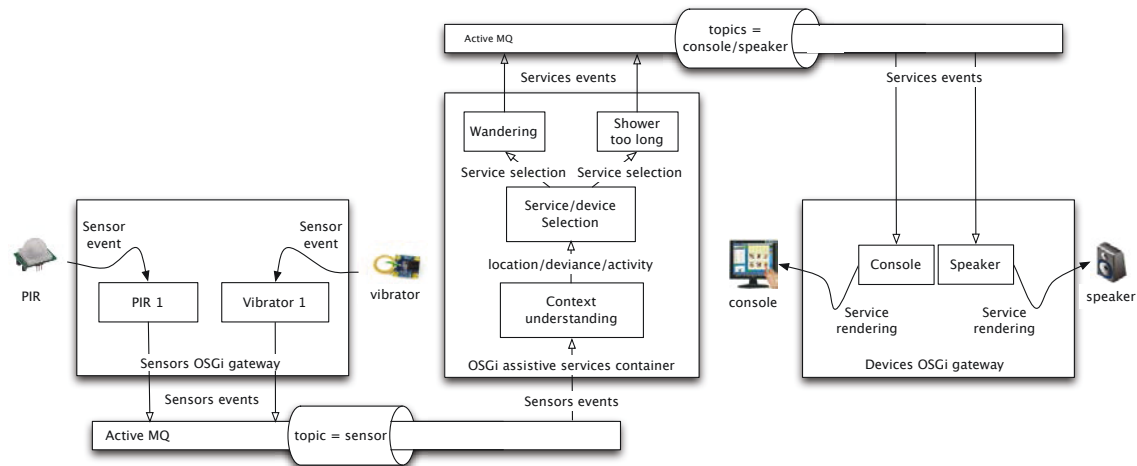 topics =
console/speaker
Active MQ
Services events
Services events
Wandering
Shower
too long
Service selection
Service selection
Service/device
Selection
location/deviance/activity
Context
understanding
OSGi assistive services container
Sensors events
Sensor
event
Sensor
event
PIR
vibrator
PIR 1
Vibrator 1
Sensors OSGi gateway
Sensors events
Active MQ
topic = sensor
Console
Speaker
console
speaker
Service
rendering
Service
rendering
Devices OSGi gateway